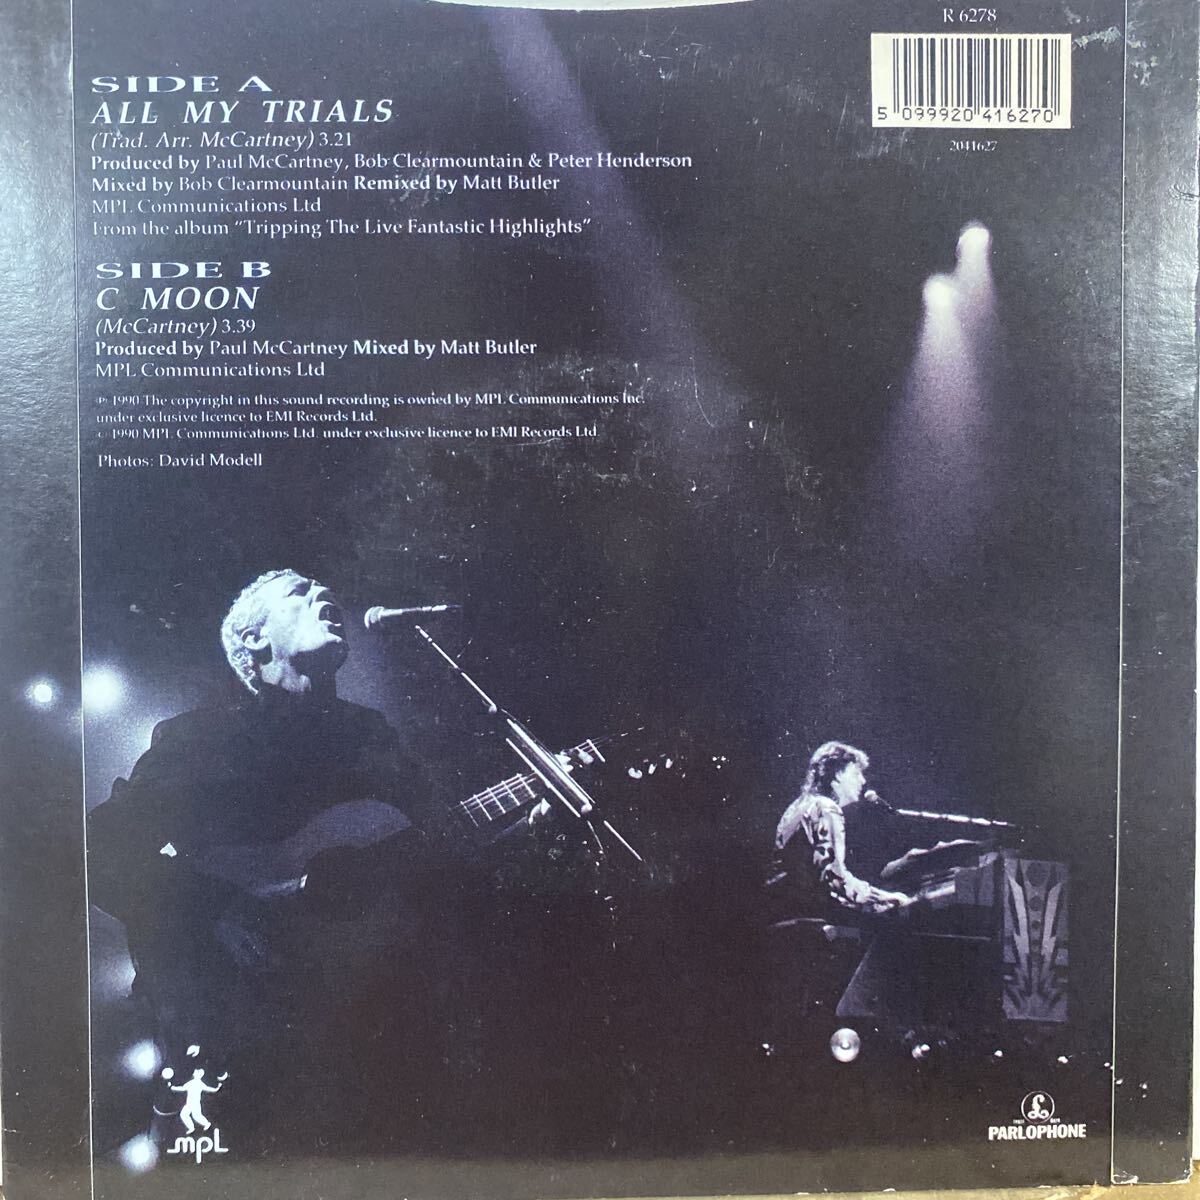 R 6278
5 099920 416270
2041627
SIDE A
ALL MY TRIALS
(Trad. Arr. McCartney) 3.21
Produced by Paul McCartney, Bob Clearmountain & Peter Henderson
Mixed by Bob Clearmountain Remixed by Matt Butler
MPL Communications Ltd
From the album "Tripping The Live Fantastic Highlights"
SIDE B
C MOON
(McCartney) 3.39
Produced by Paul McCartney Mixed by Matt Butler
MPL Communications Ltd
℗ 1990 The copyright in this sound recording is owned by MPL Communications Inc.
under exclusive licence to EMI Records Ltd.
© 1990 MPL Communications Ltd. under exclusive licence to EMI Records Ltd.
Photos: David Modell
mpL
£
PARLOPHONE